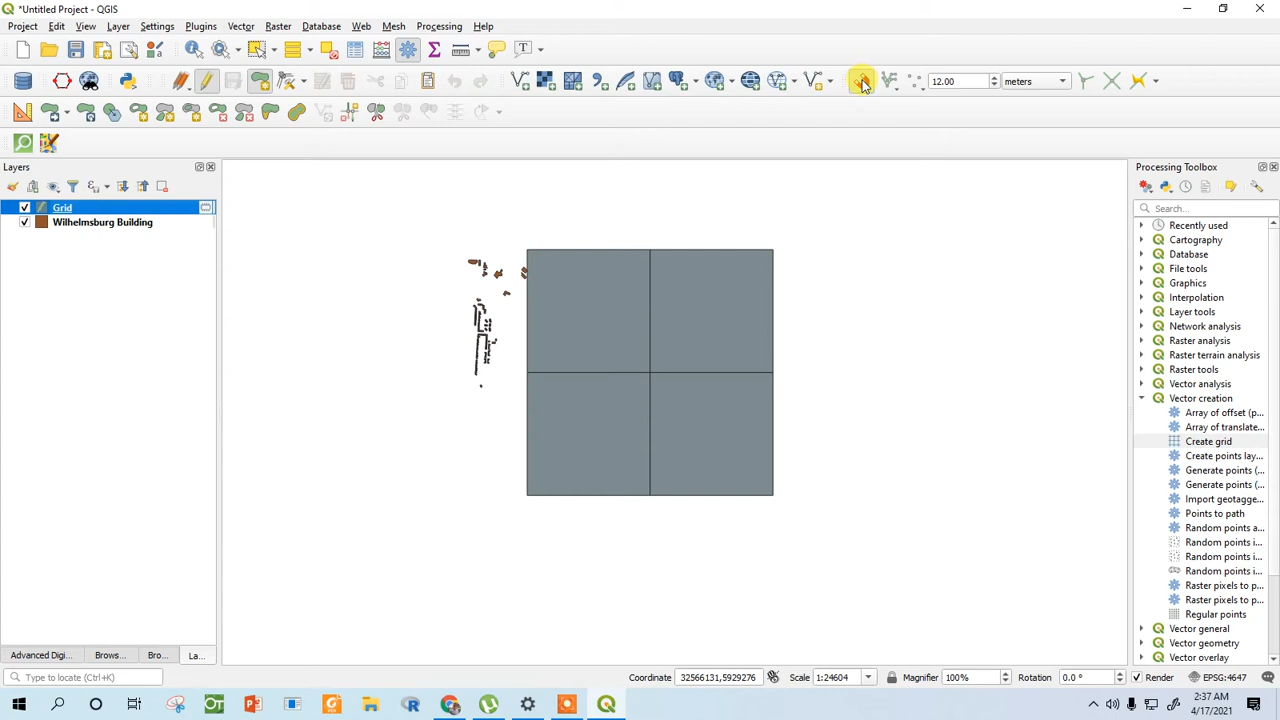 *Untitled Project - QGIS
Project Edit View Layer Settings Plugins Vector Raster Database Web Mesh Processing Help
12.00 meters
Layers
Grid
Wilhelmsburg Building
Processing Toolbox
Search...
Recently used
Cartography
Database
File tools
Graphics
Interpolation
Layer tools
Network analysis
Raster analysis
Raster terrain analysis
Raster tools
Vector analysis
Vector creation
Array of offset (p...
Array of translate...
Create grid
Create points lay...
Generate points (...
Generate points (...
Import geotagge...
Points to path
Random points a...
Random points i...
Random points i...
Random points i...
Raster pixels to p...
Raster pixels to p...
Regular points
Vector general
Vector geometry
Vector overlay
Advanced Digi... Brows... Bro... La...
Type to locate (Ctrl+K) Coordinate 32566131,5929276 Scale 1:24604 Magnifier 100% Rotation 0.0 ° Render EPSG:4647
2:37 AM
4/17/2021